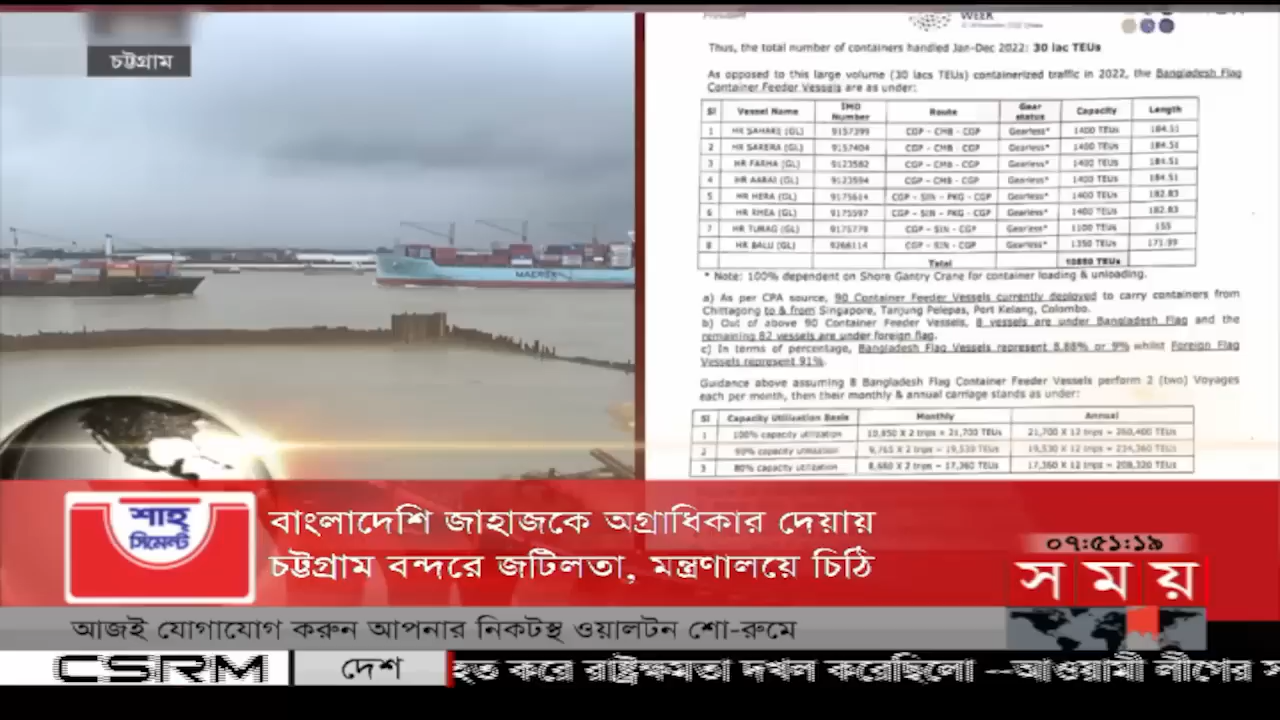 চট্টগ্রাম
WEEK
Thus, the total number of containers handled Jan-Dec 2022: 30 lac TEUs
As opposed to this large volume (30 lacs TEUs) containerized traffic in 2022, the Bangladesh Flag
Container Feeder Vessels are as under:
Sl Vessel Name IMO Number Route Gear status Capacity Length
1 HR SAHARE (GL) 9157399 CGP - CMB - CGP Gearless* 1400 TEUs 184.51
2 HR SARERA (GL) 9157404 CGP - CMB - CGP Gearless* 1400 TEUs 184.51
3 HR FARHA (GL) 9123582 CGP - CMB - CGP Gearless* 1400 TEUs 184.51
4 HR AARAI (GL) 9123594 CGP - CMB - CGP Gearless* 1400 TEUs 184.51
5 HR HERA (GL) 9175614 CGP - SIN - PKG - CGP Gearless* 1400 TEUs 182.83
6 HR RHEA (GL) 9175597 CGP - SIN - PKG - CGP Gearless* 1400 TEUs 182.83
7 HR TURAG (GL) CGP - SIN - CGP Gearless* 1100 TEUs 155
8 HR BALU (GL) CGP - SIN - CGP Gearless* 1350 TEUs 171.99
Total 10850 TEUs
* Note: 100% dependent on Shore Gantry Crane for container loading & unloading.
a) As per CPA source, 90 Container Feeder Vessels currently deployed to carry containers from
Chittagong to & from Singapore, Tanjung Pelepas, Port Kelang, Colombo.
b) Out of above 90 Container Feeder Vessels, 8 vessels are under Bangladesh Flag and the
remaining 82 vessels are under foreign flag.
c) In terms of percentage, Bangladesh Flag Vessels represent 8.88% or 9% whilst Foreign Flag
Vessels represent 91%.
Guidance above assuming 8 Bangladesh Flag Container Feeder Vessels perform 2 (two) Voyages
each per month, then their monthly & annual carriage stands as under:
Sl Capacity Utilization Basis Monthly Annual
1 100% capacity utilization 10,850 X 2 trips = 21,700 TEUs 21,700 X 12 trips = 260,400 TEUs
2 90% capacity utilisation 9,765 X 2 trips = 19,530 TEUs 19,530 X 12 trips = 234,360 TEUs
3 80% capacity utilization 8,680 X 2 trips = 17,360 TEUs 17,360 X 12 trips = 208,320 TEUs
MAERSK
শাহ্
সিমেন্ট
বাংলাদেশি জাহাজকে অগ্রাধিকার দেয়ায়
চট্টগ্রাম বন্দরে জটিলতা, মন্ত্রণালয়ে চিঠি
০৭:৫১:১৯
সময়
আজই যোগাযোগ করুন আপনার নিকটস্থ ওয়ালটন শো-রুমে
CSRM দেশ হত করে রাষ্ট্রক্ষমতা দখল করেছিলো --আওয়ামী লীগের